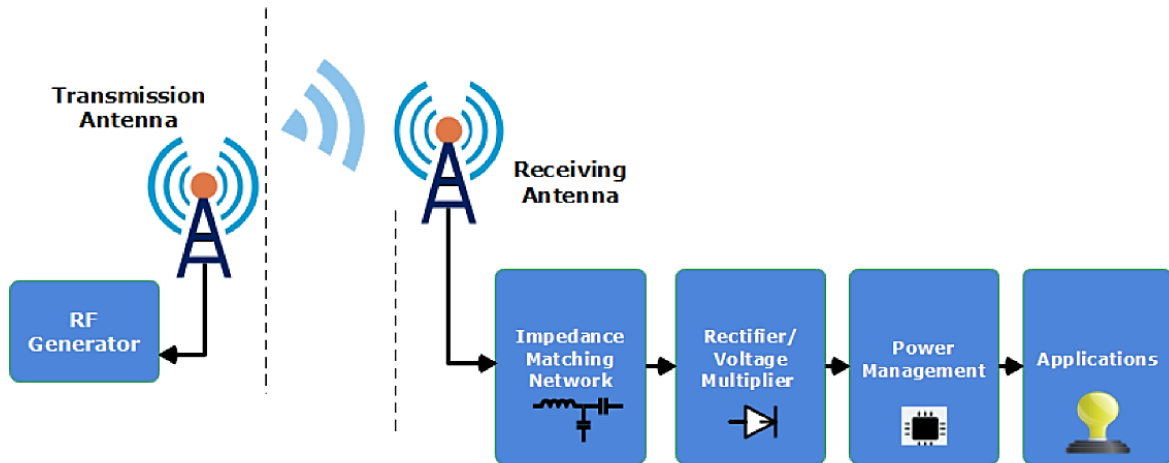 Transmission
Antenna
Receiving
Antenna
RF
Generator
Impedance
Matching
Network
Rectifier/
Voltage
Multiplier
Power
Management
Applications